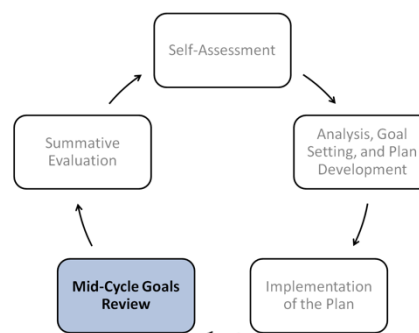 Self-Assessment
Analysis, Goal
Setting, and Plan
Development
Implementation
of the Plan
Mid-Cycle Goals
Review
Summative
Evaluation